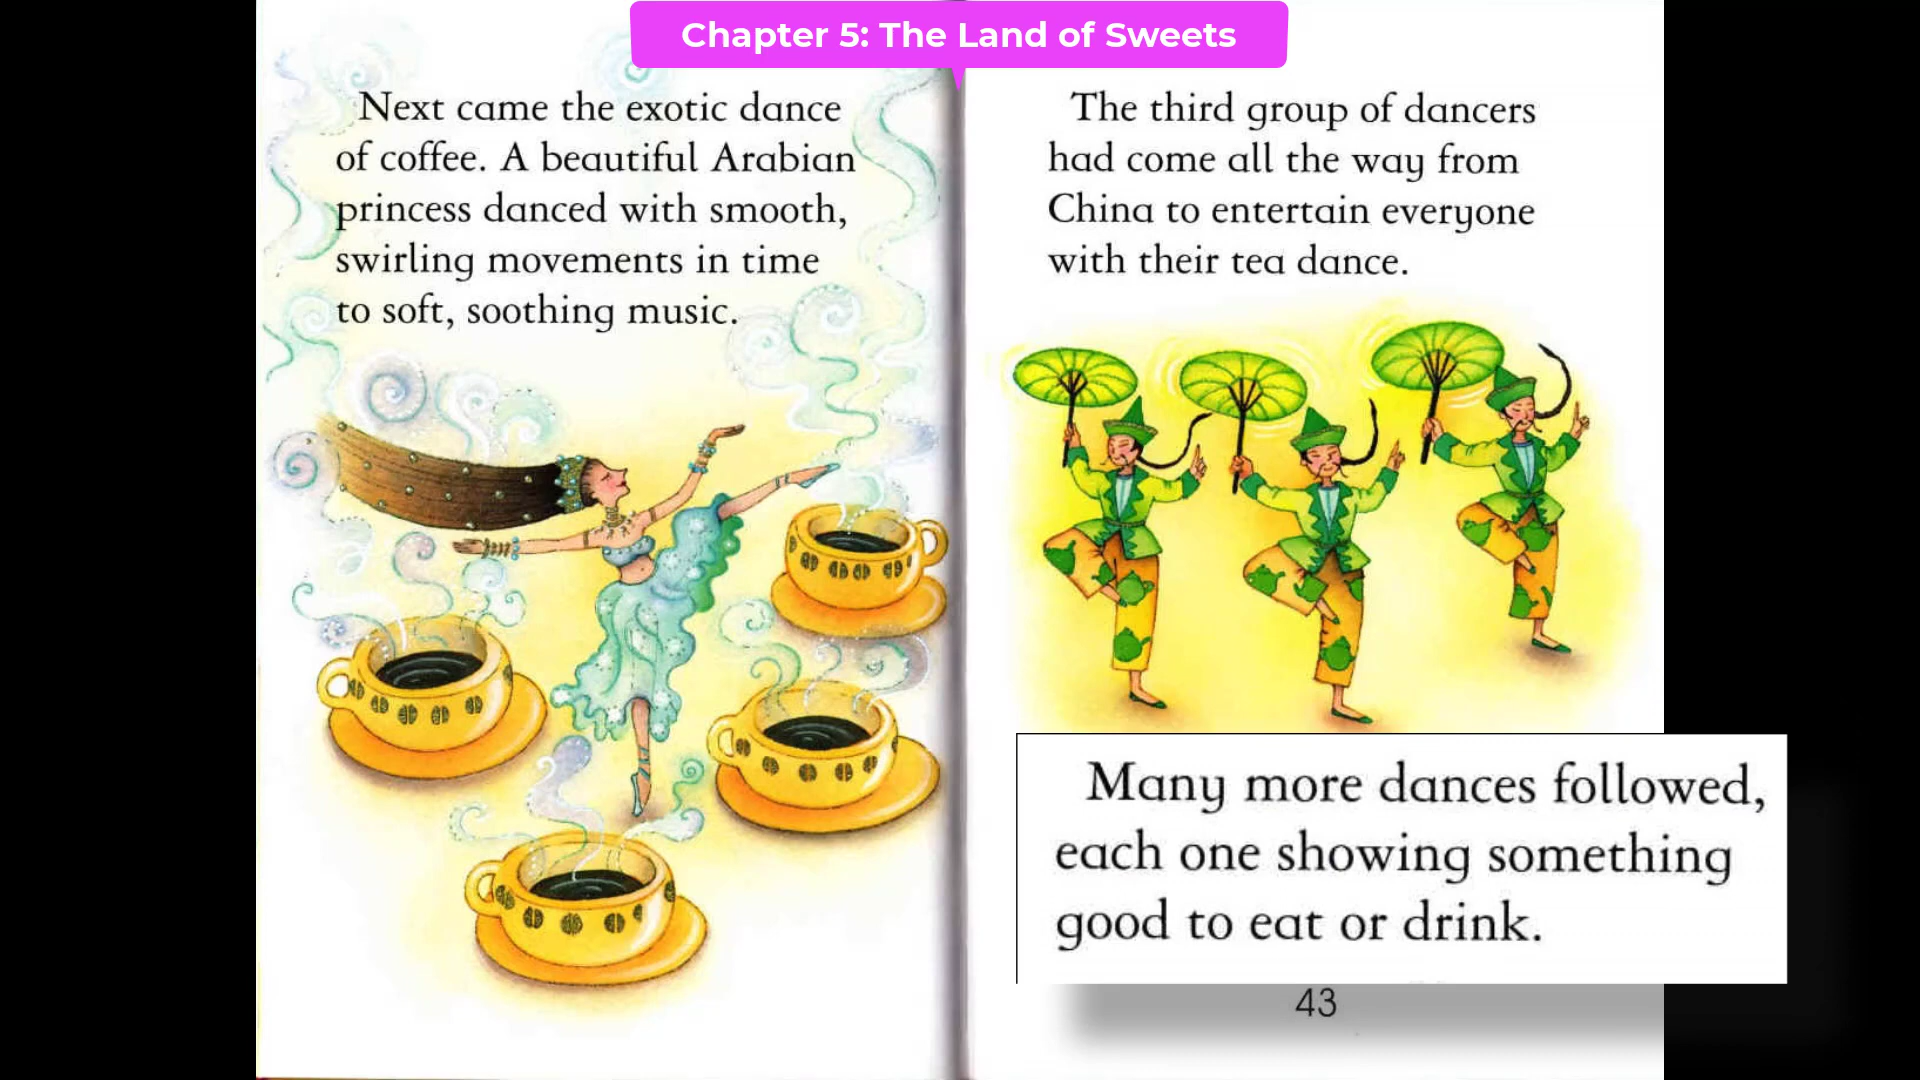 Chapter 5: The Land of Sweets
Next came the exotic dance
of coffee. A beautiful Arabian
princess danced with smooth,
swirling movements in time
to soft, soothing music.
The third group of dancers
had come all the way from
China to entertain everyone
with their tea dance.
Many more dances followed,
each one showing something
good to eat or drink.
43